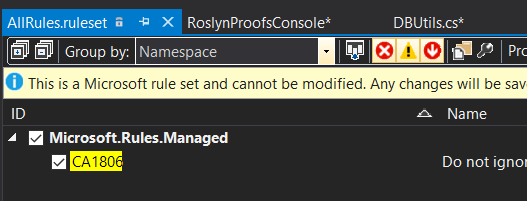 AllRules.ruleset RoslynProofsConsole* DBUtils.cs*
Group by: Namespace Pro
This is a Microsoft rule set and cannot be modified. Any changes will be save
ID Name
Microsoft.Rules.Managed
CA1806 Do not ignor